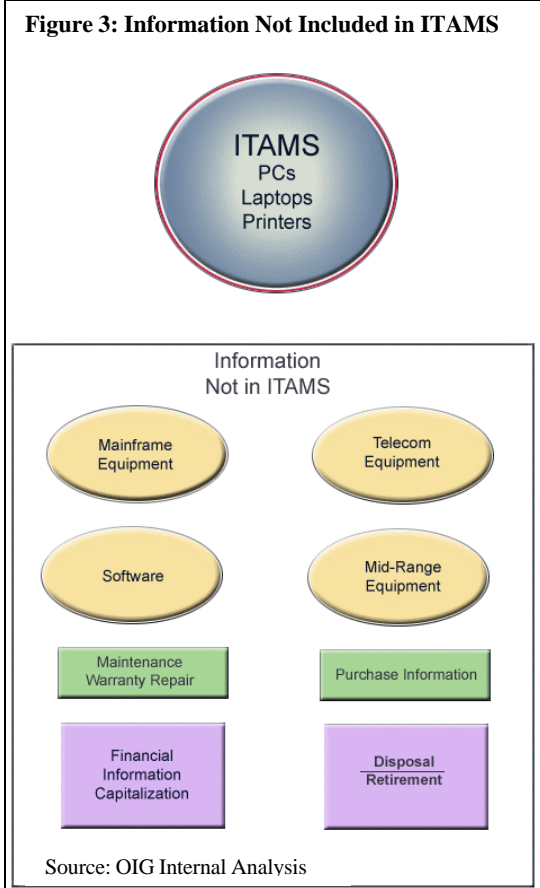 Figure 3: Information Not Included in ITAMS
ITAMS
PCs
Laptops
Printers
Information
Not in ITAMS
Mainframe
Equipment
Telecom
Equipment
Software
Mid-Range
Equipment
Maintenance
Warranty Repair
Purchase Information
Financial
Information
Capitalization
Disposal
Retirement
Source: OIG Internal Analysis